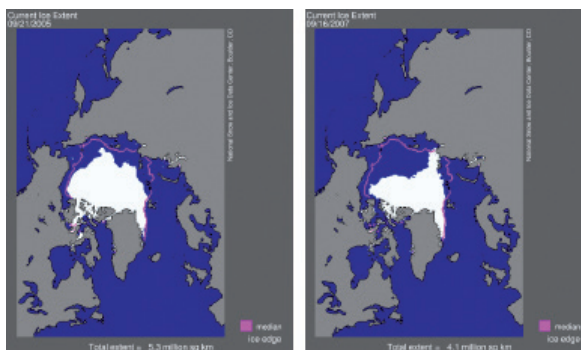 Current Ice Extent
09/21/2005
National Snow and Ice Data Center, Boulder, CO
median
ice edge
Total extent = 5.3 million sq km
Current Ice Extent
09/16/2007
National Snow and Ice Data Center, Boulder, CO
median
ice edge
Total extent = 4.1 million sq km